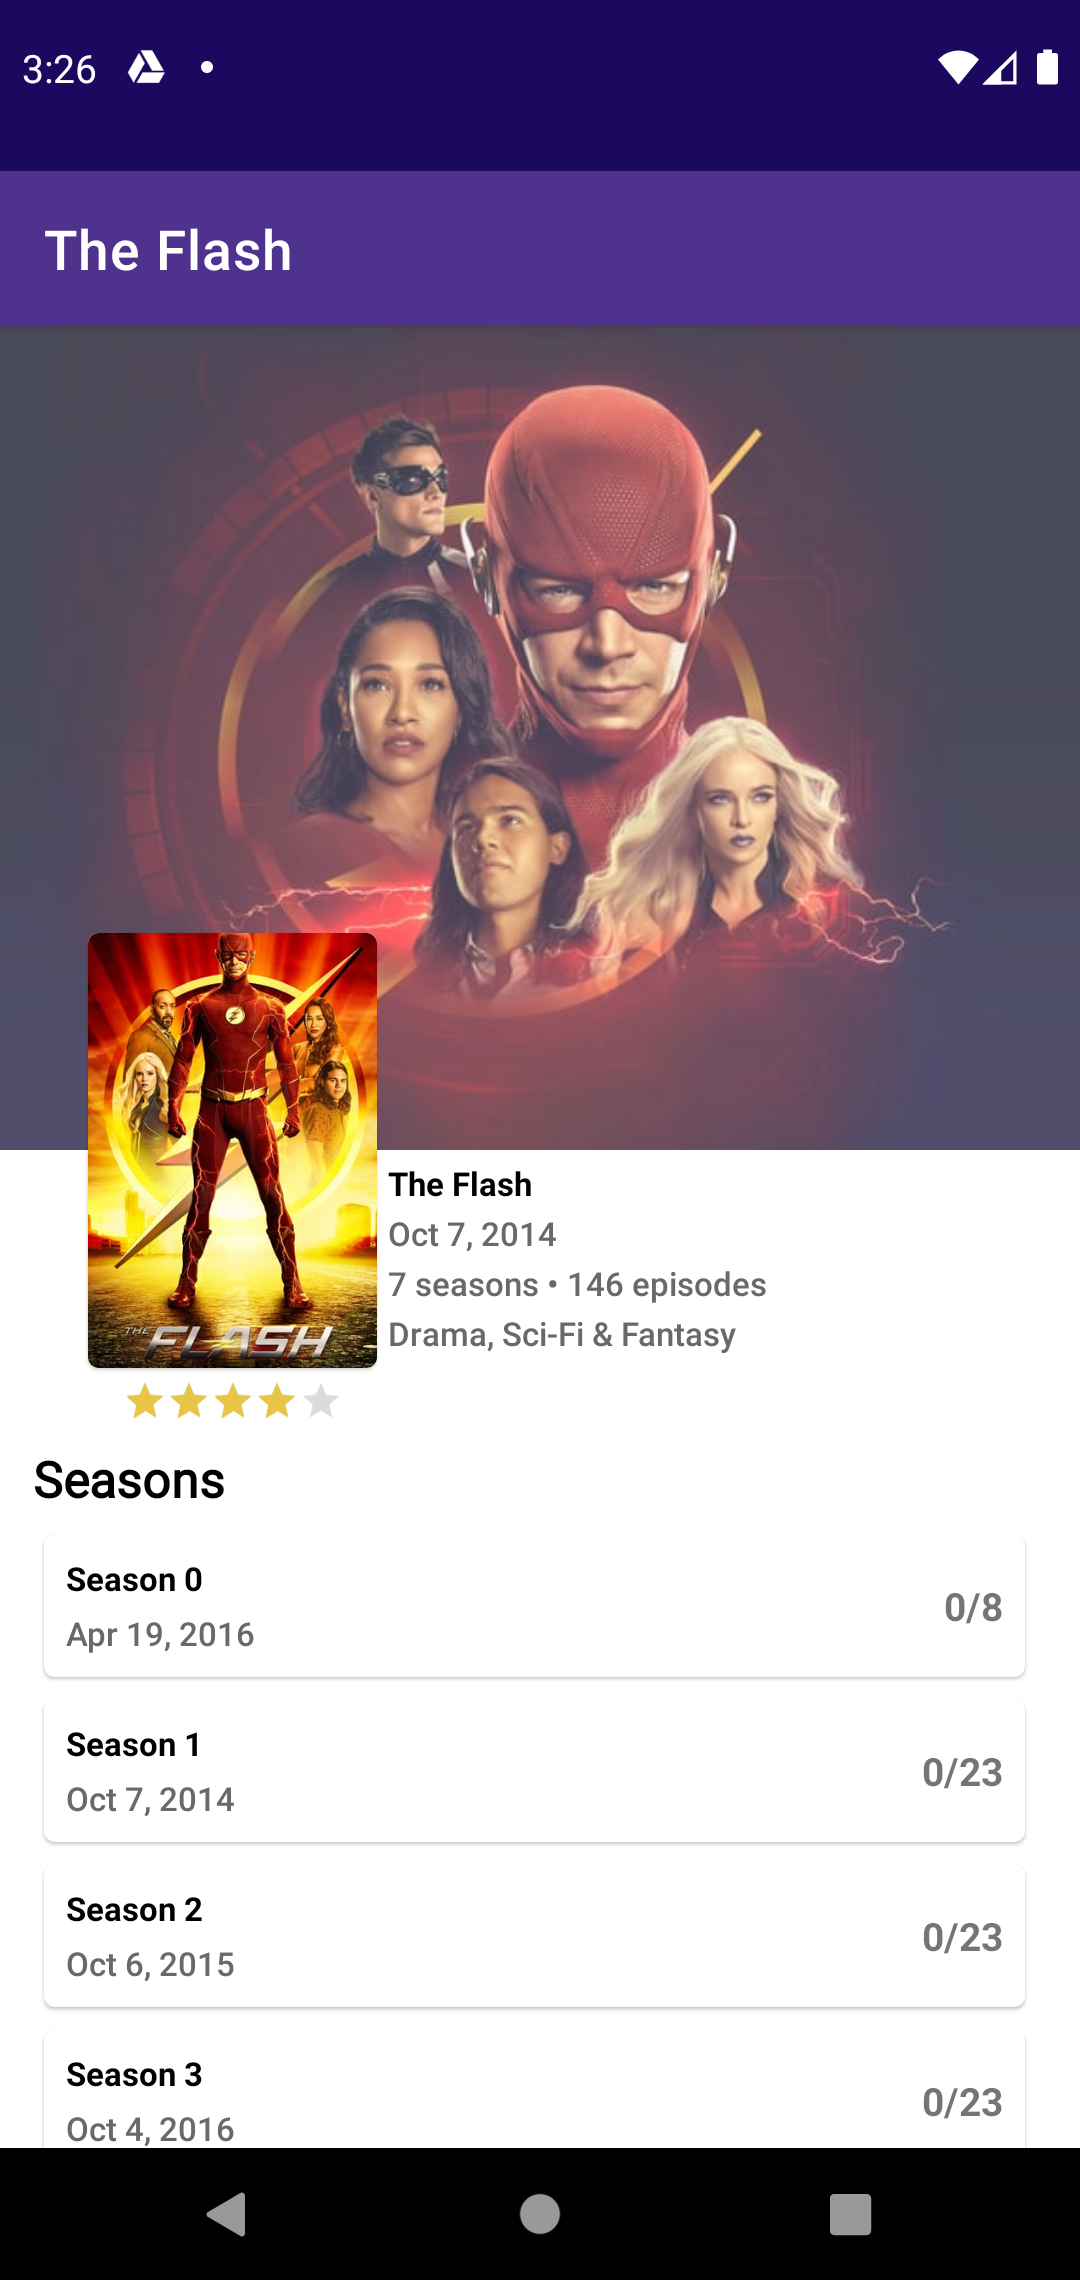 3:26
The Flash
THE FLASH
The Flash
Oct 7, 2014
7 seasons • 146 episodes
Drama, Sci-Fi & Fantasy
Seasons
Season 0
0/8
Apr 19, 2016
Season 1
0/23
Oct 7, 2014
Season 2
0/23
Oct 6, 2015
Season 3
0/23
Oct 4, 2016